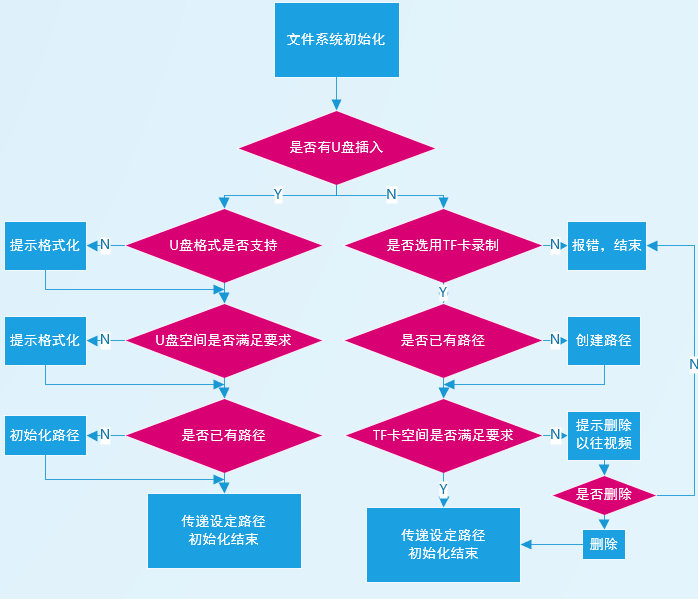 文件系统初始化
是否有U盘插入
Y
N
提示格式化
N
U盘格式是否支持
是否选用TF卡录制
N
报错，结束
Y
提示格式化
N
U盘空间是否满足要求
是否已有路径
N
创建路径
N
初始化路径
N
是否已有路径
TF卡空间是否满足要求
N
提示删除
以往视频
Y
是否删除
传递设定路径
初始化结束
传递设定路径
初始化结束
删除